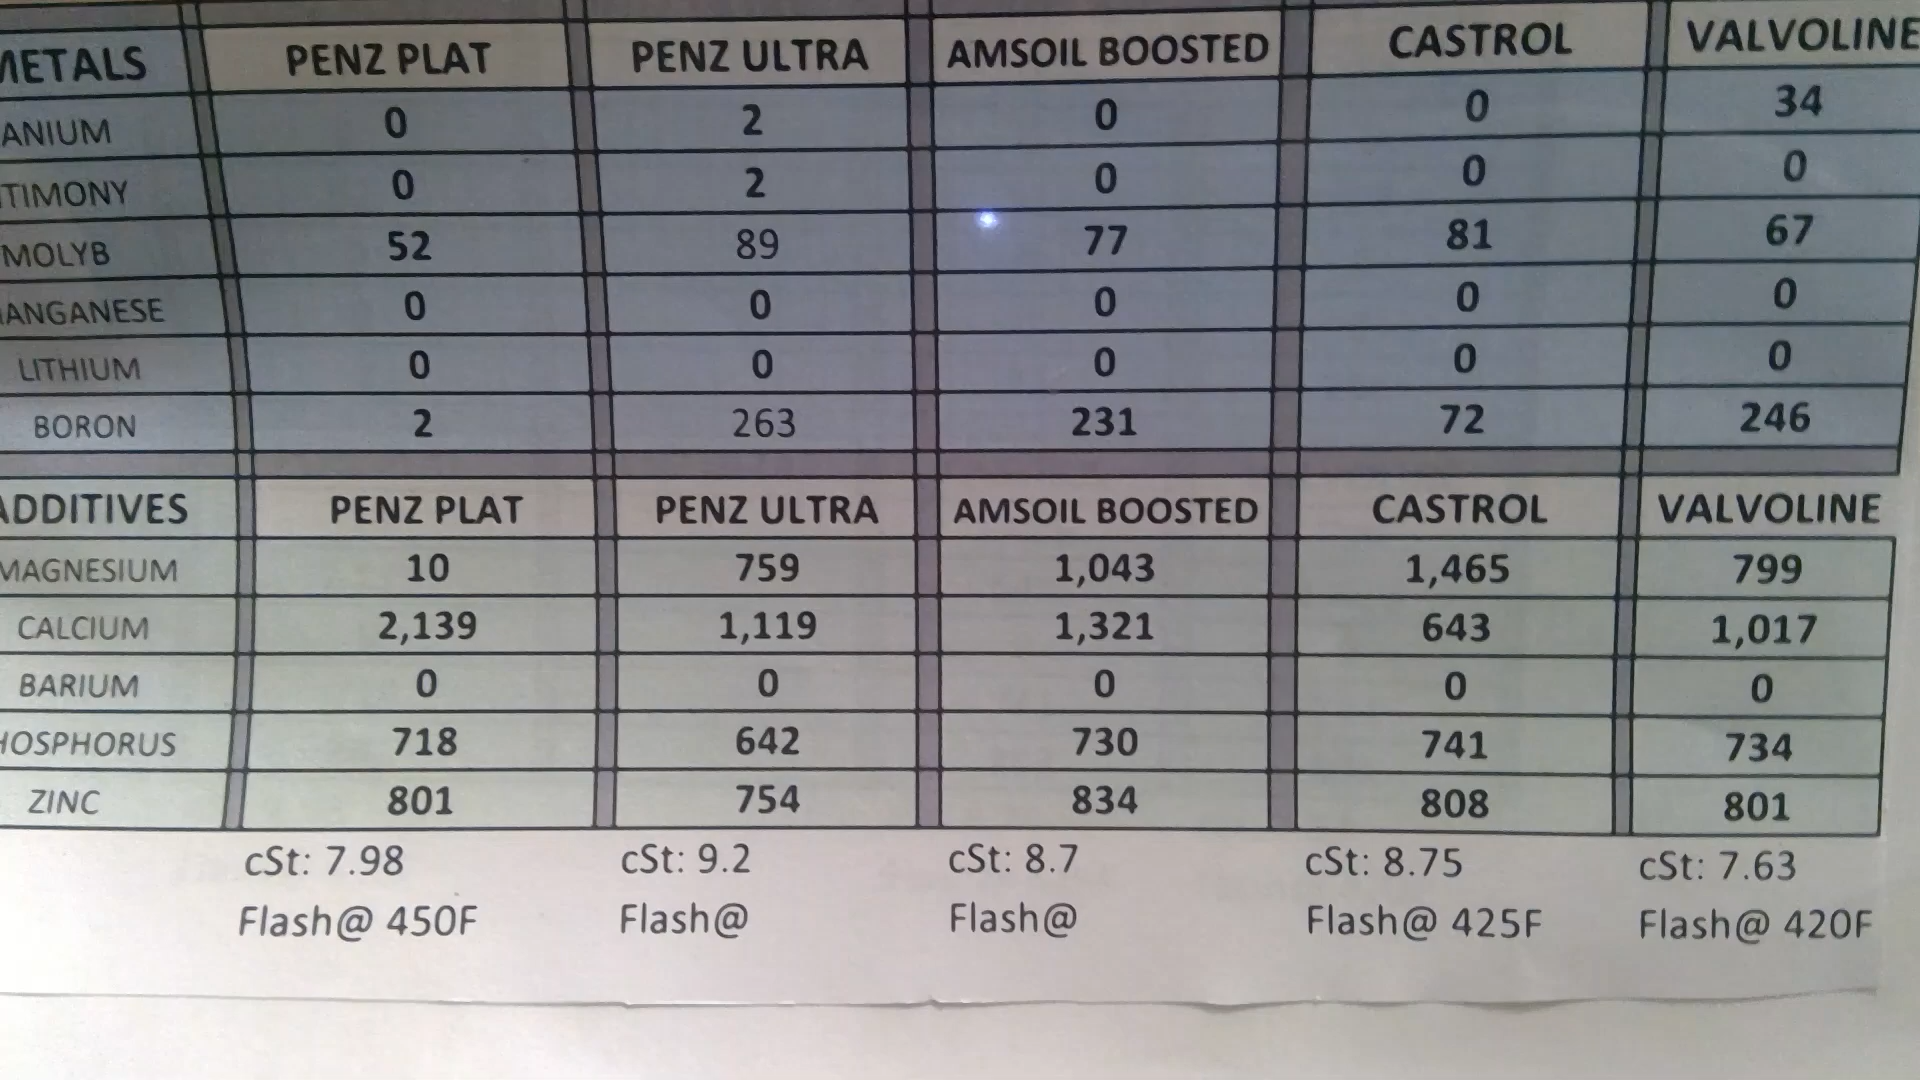 METALS PENZ PLAT PENZ ULTRA AMSOIL BOOSTED CASTROL VALVOLINE
ANIUM 0 2 0 0 34
TIMONY 0 2 0 0 0
MOLYB 52 89 77 81 67
ANGANESE 0 0 0 0 0
LITHIUM 0 0 0 0 0
BORON 2 263 231 72 246
ADDITIVES PENZ PLAT PENZ ULTRA AMSOIL BOOSTED CASTROL VALVOLINE
MAGNESIUM 10 759 1,043 1,465 799
CALCIUM 2,139 1,119 1,321 643 1,017
BARIUM 0 0 0 0 0
HOSPHORUS 718 642 730 741 734
ZINC 801 754 834 808 801
cSt: 7.98 cSt: 9.2 cSt: 8.7 cSt: 8.75 cSt: 7.63
Flash@ 450F Flash@ Flash@ Flash@ 425F Flash@ 420F